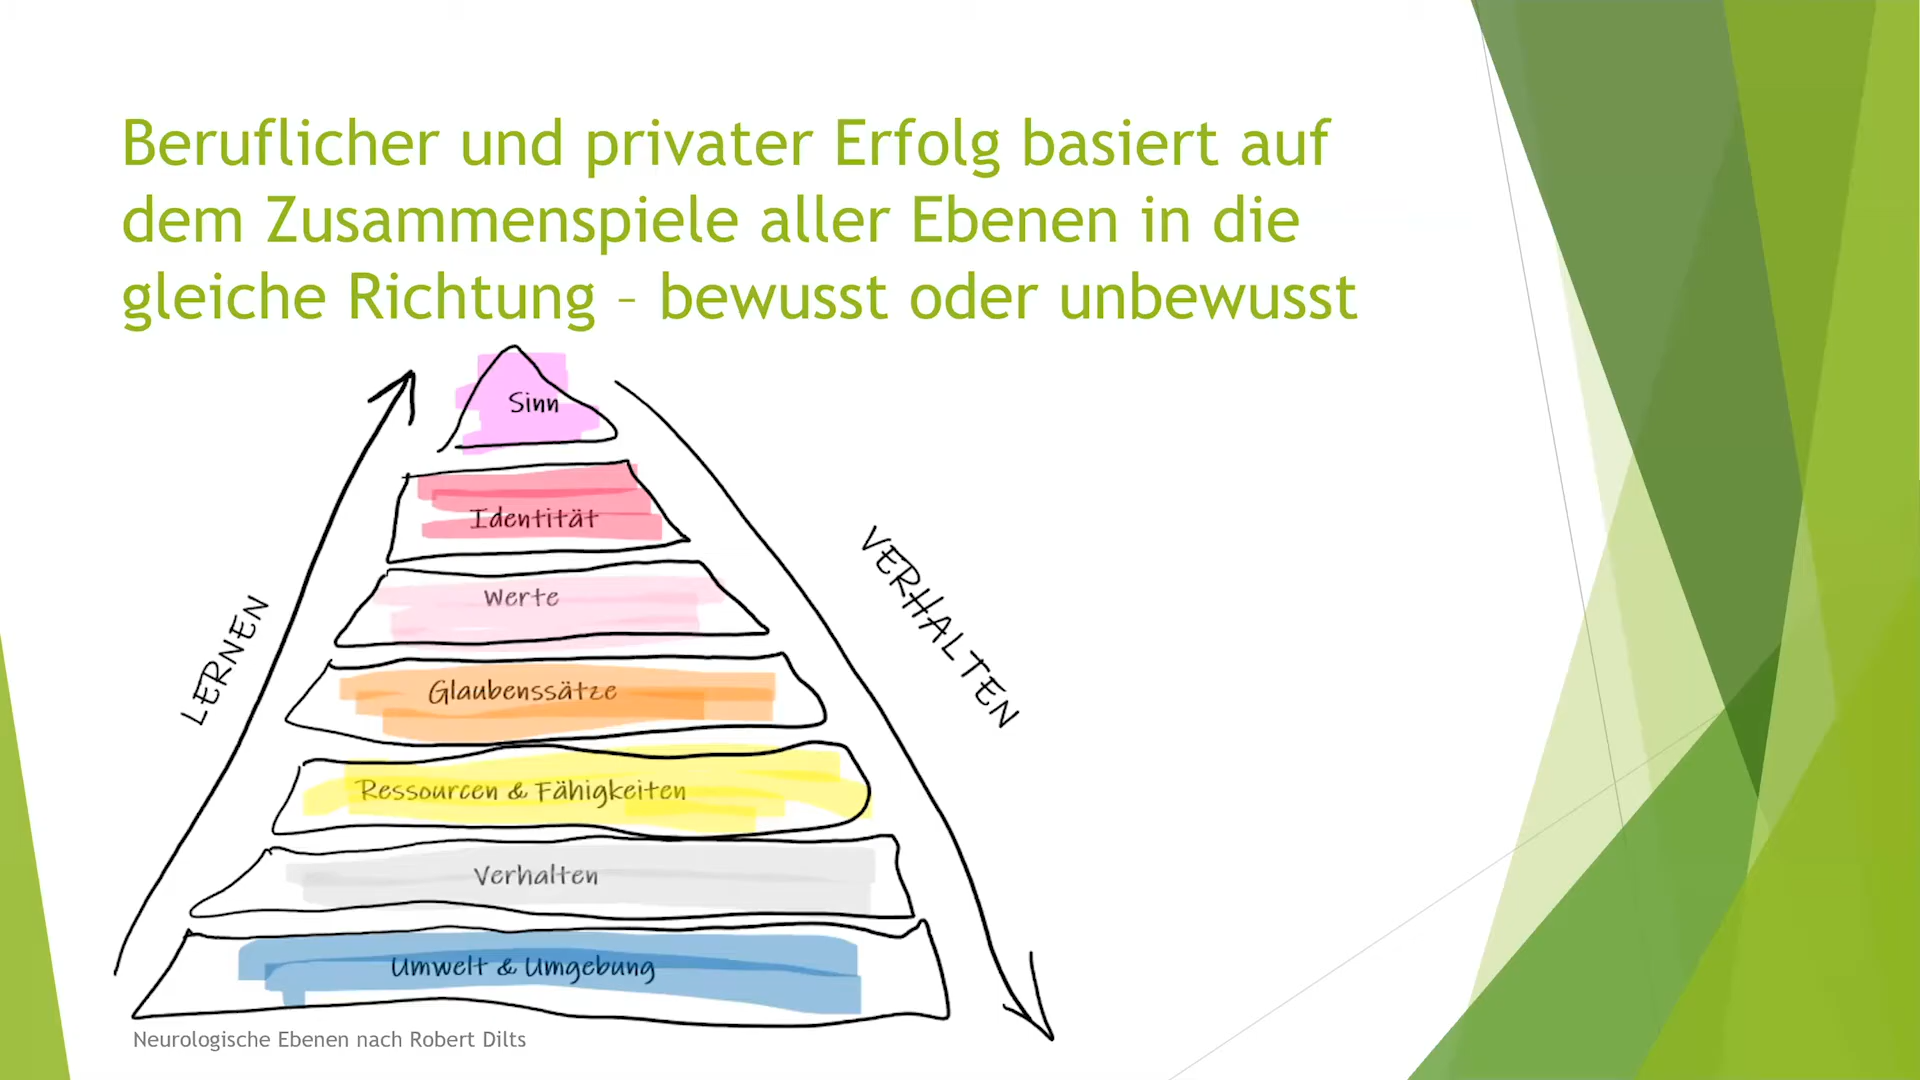 Beruflicher und privater Erfolg basiert auf
dem Zusammenspiele aller Ebenen in die
gleiche Richtung – bewusst oder unbewusst
Sinn
Identität
Werte
Glaubenssätze
Ressourcen & Fähigkeiten
Verhalten
Umwelt & Umgebung
LERNEN
VERHALTEN
Neurologische Ebenen nach Robert Dilts